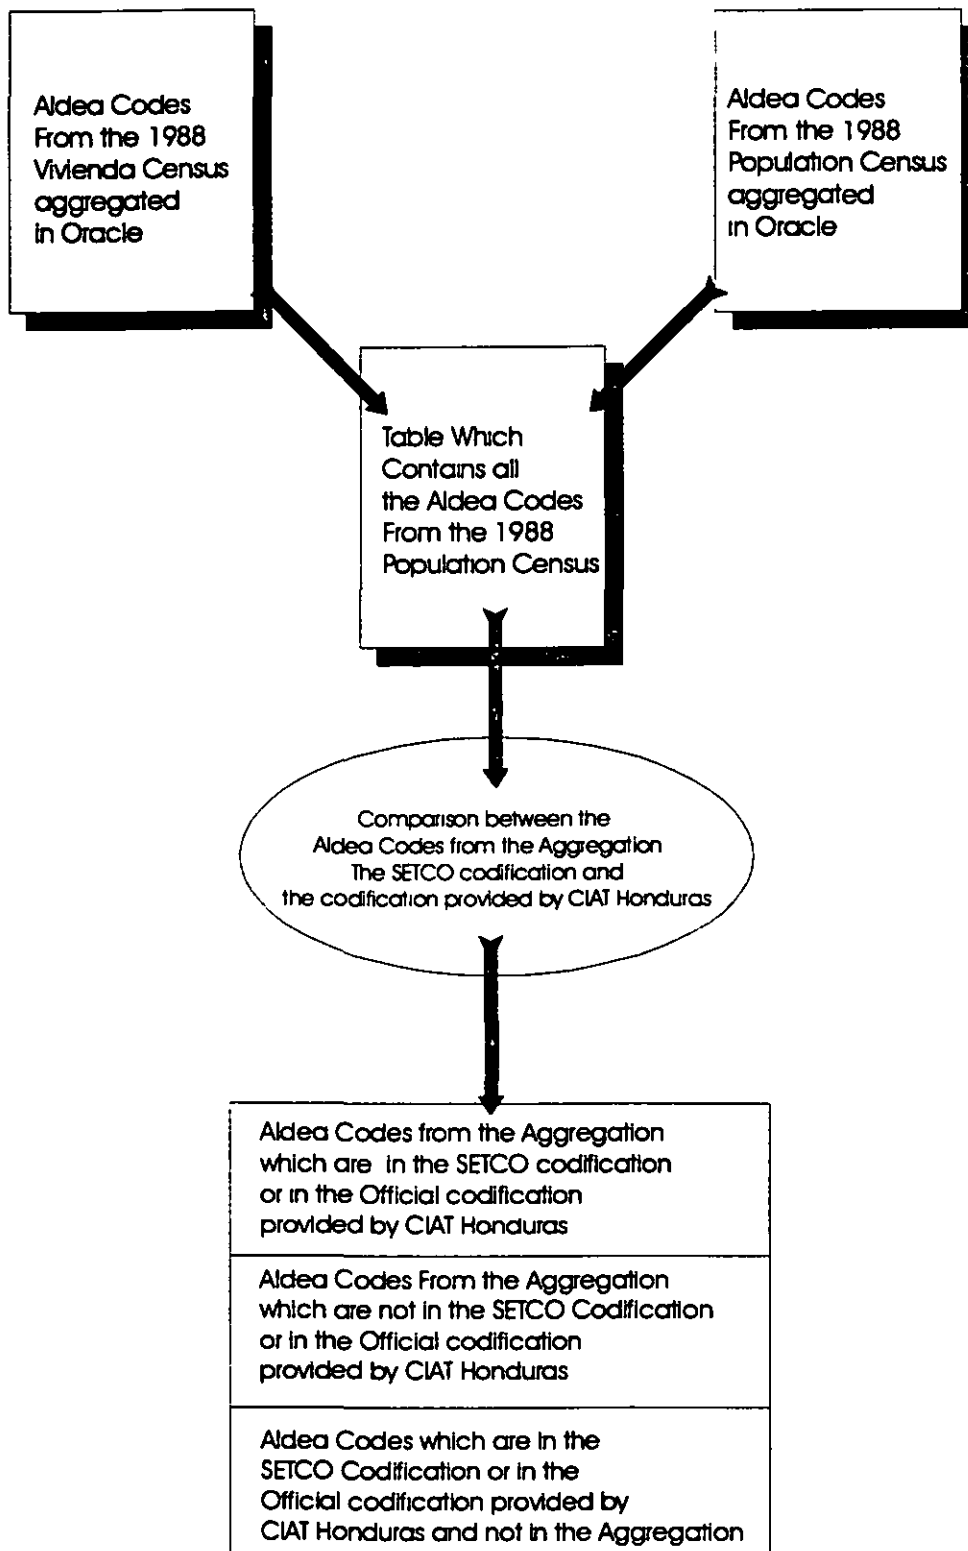 Aldea Codes
From the 1988
Vivienda Census
aggregated
in Oracle
Aldea Codes
From the 1988
Population Census
aggregated
in Oracle
Table Which
Contains all
the Aldea Codes
From the 1988
Population Census
Comparison between the
Aldea Codes from the Aggregation
The SETCO codification and
the codification provided by CIAT Honduras
Aldea Codes from the Aggregation
which are in the SETCO codification
or in the Official codification
provided by CIAT Honduras
Aldea Codes From the Aggregation
which are not in the SETCO Codification
or in the Official codification
provided by CIAT Honduras
Aldea Codes which are in the
SETCO Codification or in the
Official codification provided by
CIAT Honduras and not in the Aggregation